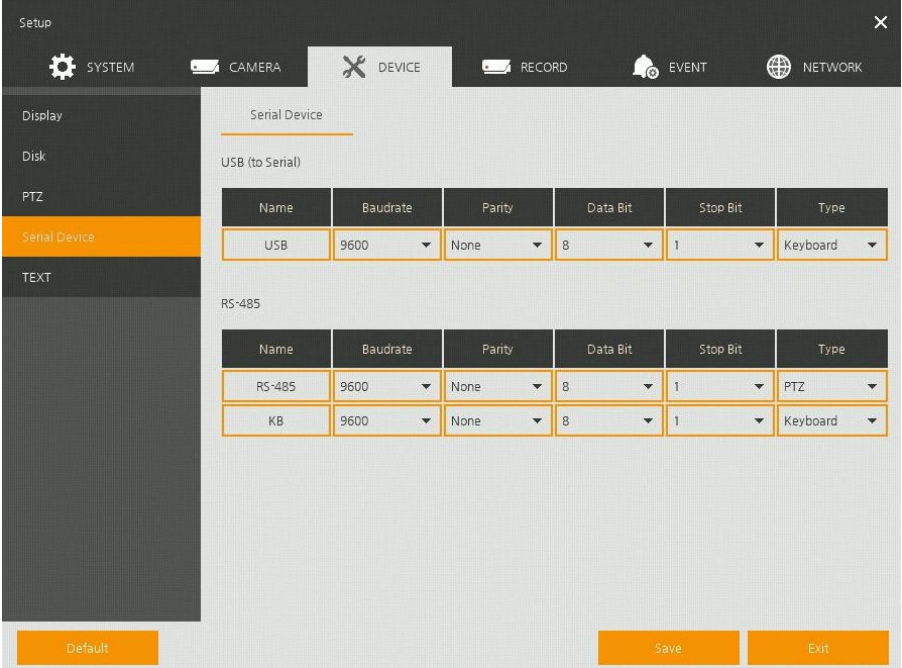 Setup
SYSTEM CAMERA DEVICE RECORD EVENT NETWORK
Display
Disk
PTZ
Serial Device
TEXT
Serial Device
USB (to Serial)
Name Baudrate Parity Data Bit Stop Bit Type
USB 9600 None 8 1 Keyboard
RS-485
Name Baudrate Parity Data Bit Stop Bit Type
RS-485 9600 None 8 1 PTZ
KB 9600 None 8 1 Keyboard
Default Save Exit